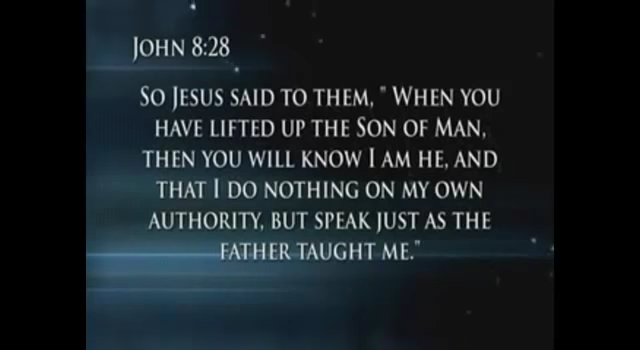 John 8:28
So Jesus said to them, " When you
have lifted up the Son of Man,
then you will know I am he, and
that I do nothing on my own
authority, but speak just as the
father taught me."